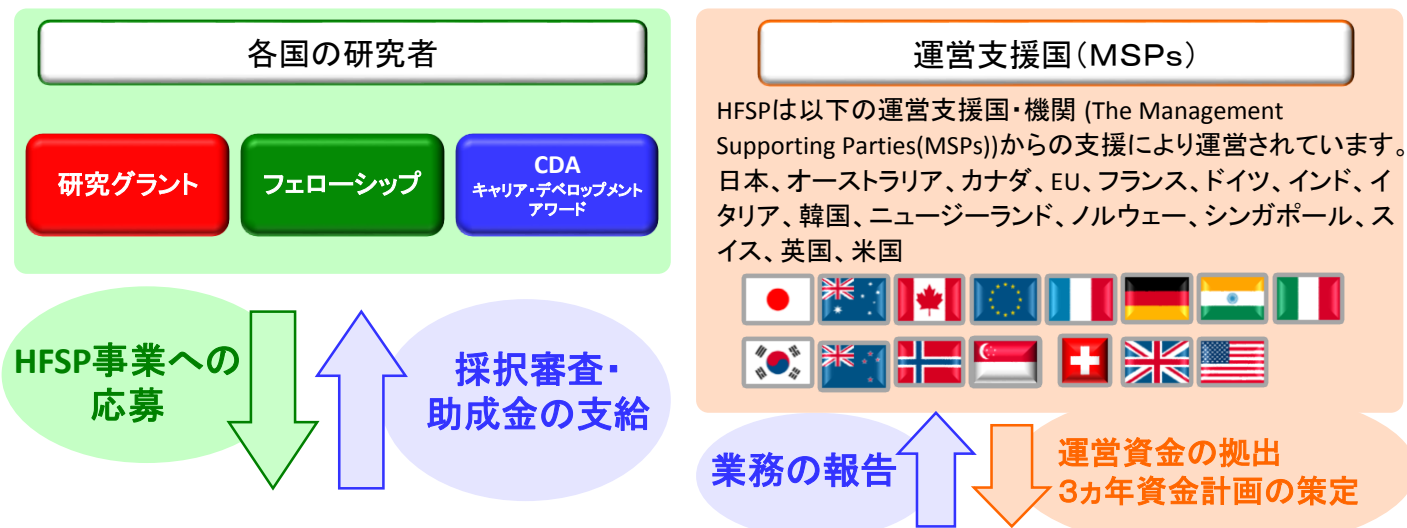 各国の研究者
研究グラント
フェローシップ
CDA
キャリア・デベロップメント
アワード
HFSP事業への
応募
採択審査・
助成金の支給
運営支援国(MSPs)
HFSPは以下の運営支援国・機関 (The Management
Supporting Parties(MSPs))からの支援により運営されています。
日本、オーストラリア、カナダ、EU、フランス、ドイツ、インド、イ
タリア、韓国、ニュージーランド、ノルウェー、シンガポール、ス
イス、英国、米国
業務の報告
運営資金の拠出
3ヵ年資金計画の策定